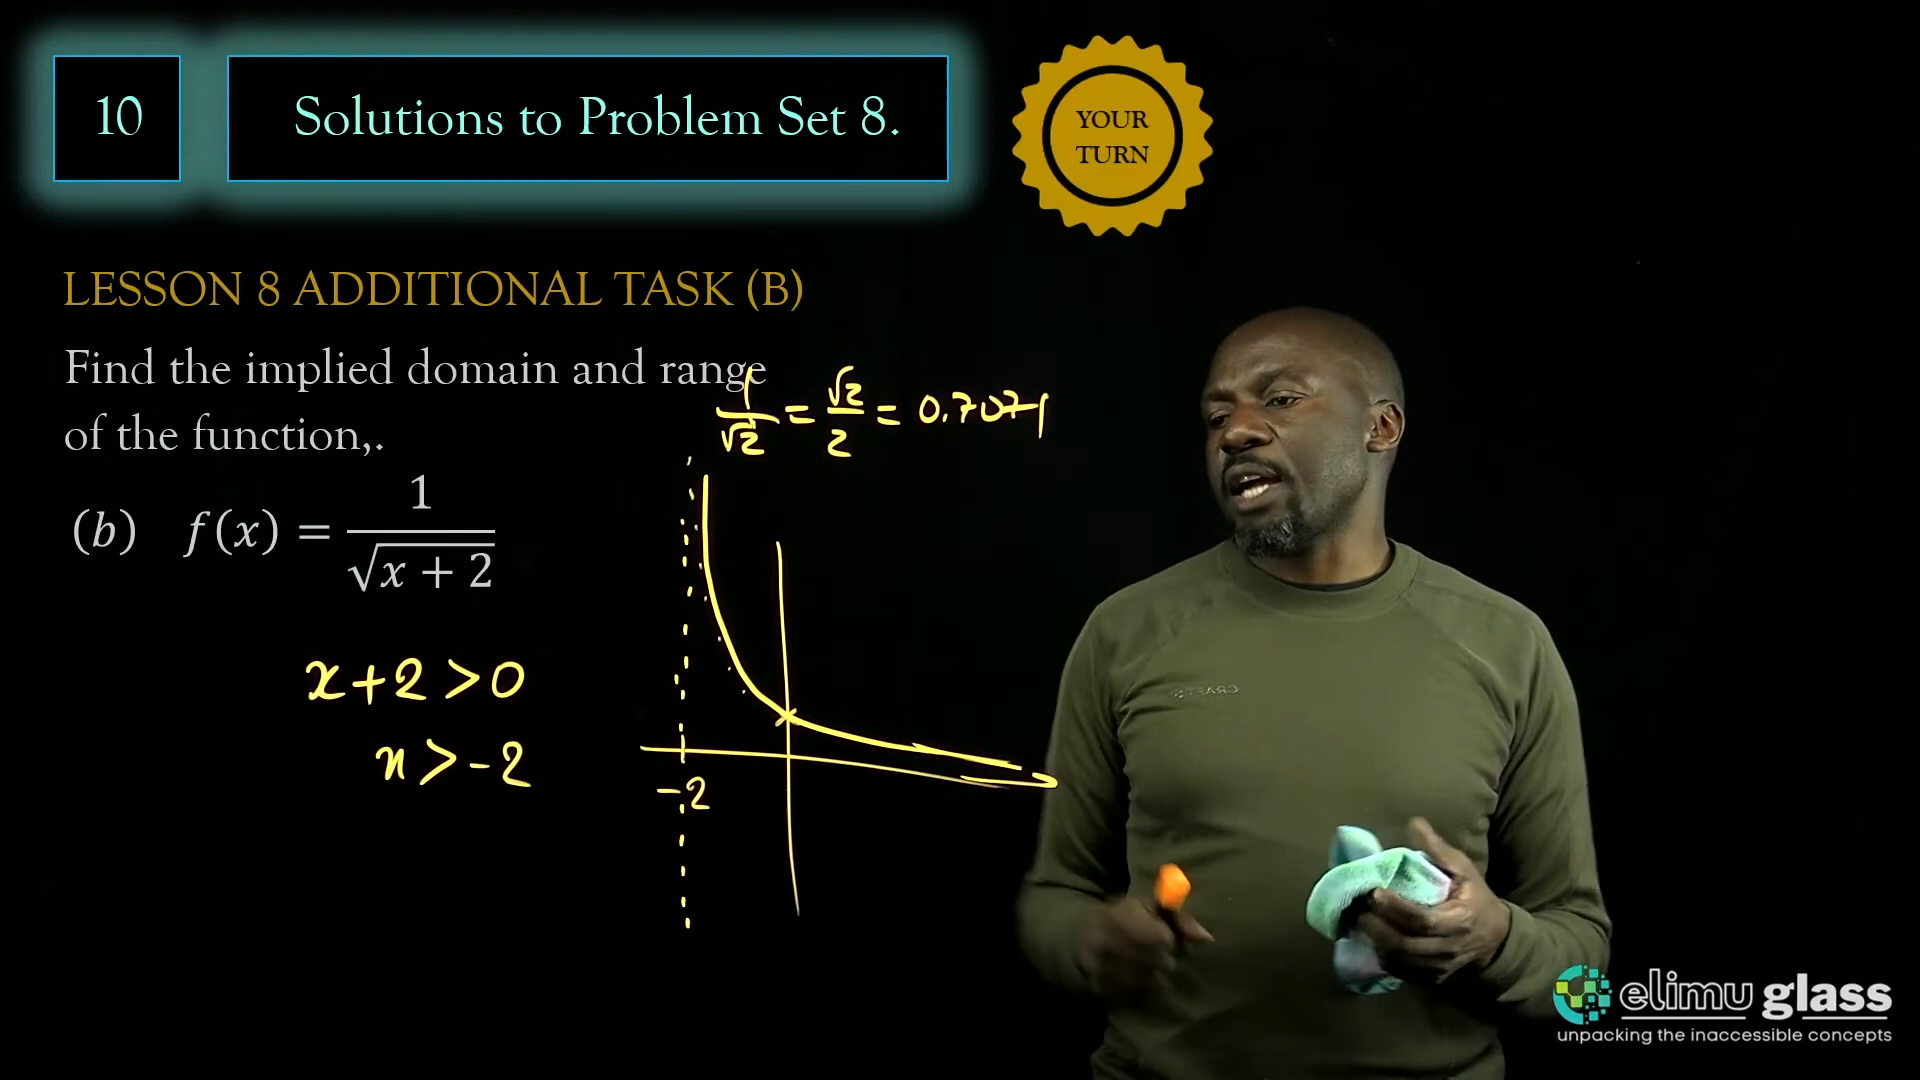 10
Solutions to Problem Set 8.
YOUR
TURN
LESSON 8 ADDITIONAL TASK (B)
Find the implied domain and range
of the function,.
(b) f(x) = 1/√(x + 2)
1/√2 = √2/2 = 0.7071
x+2>0
x>-2
-2
CRAFT
elimu glass
unpacking the inaccessible concepts